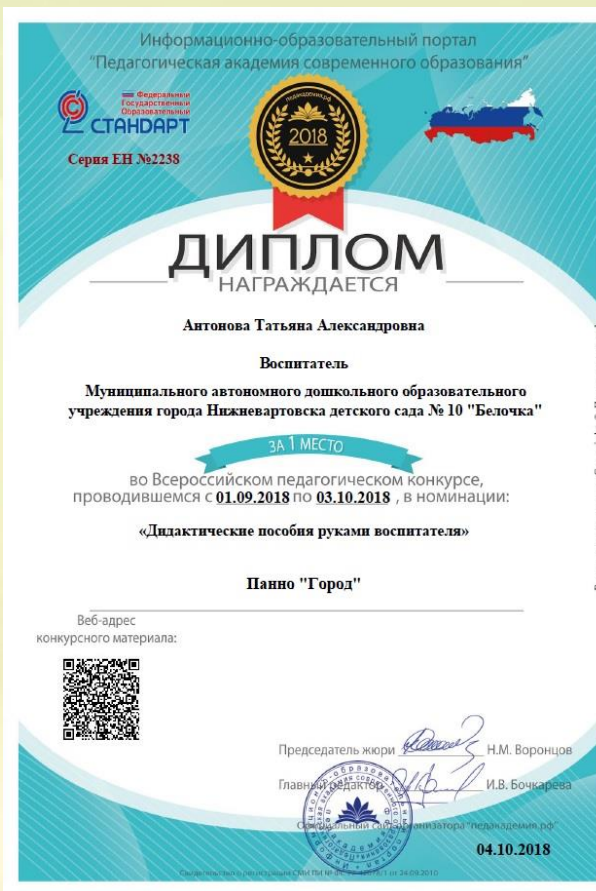 Информационно-образовательный портал
"Педагогическая академия современного образования"
Федеральный
Государственный
Образовательный
СТАНДАРТ
Серия ЕН №2238
педакадемия.рф
2018
ДИПЛОМ
НАГРАЖДАЕТСЯ
Антонова Татьяна Александровна
Воспитатель
Муниципального автономного дошкольного образовательного
учреждения города Нижневартовска детского сада № 10 "Белочка"
ЗА 1 МЕСТО
во Всероссийском педагогическом конкурсе,
проводившемся с 01.09.2018 по 03.10.2018 , в номинации:
«Дидактические пособия руками воспитателя»
Панно "Город"
Веб-адрес
конкурсного материала:
Председатель жюри Н.М. Воронцов
Главный редактор И.В. Бочкарева
Официальный сайт организатора "педакадемия.рф"
04.10.2018